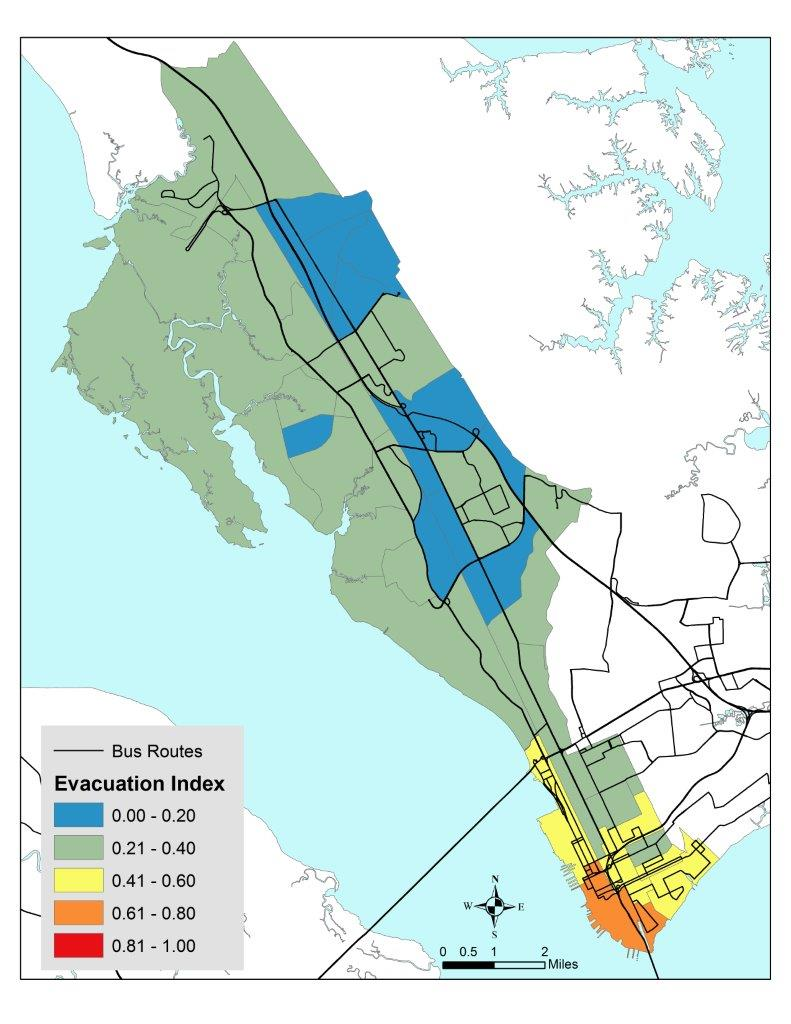 Bus Routes
Evacuation Index
0.00 - 0.20
0.21 - 0.40
0.41 - 0.60
0.61 - 0.80
0.81 - 1.00
N
W E
S
0 0.5 1 2
Miles